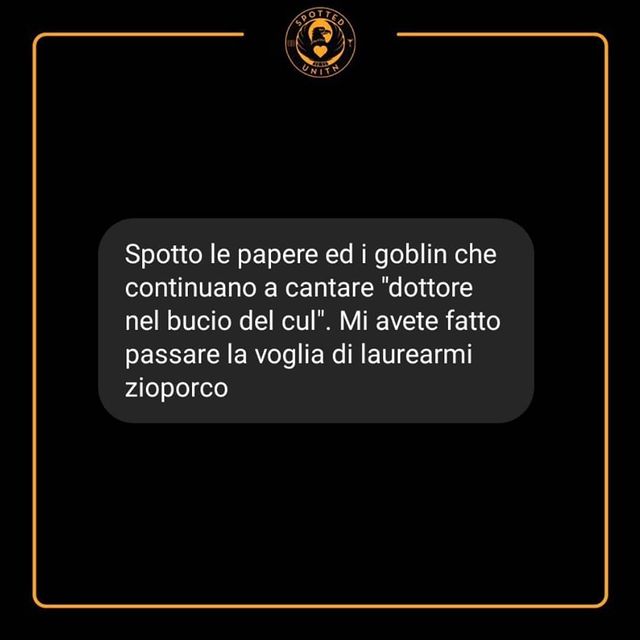 SPOTTED
UNITN
Spotto le papere ed i goblin che
continuano a cantare "dottore
nel bucio del cul". Mi avete fatto
passare la voglia di laurearmi
zioporco